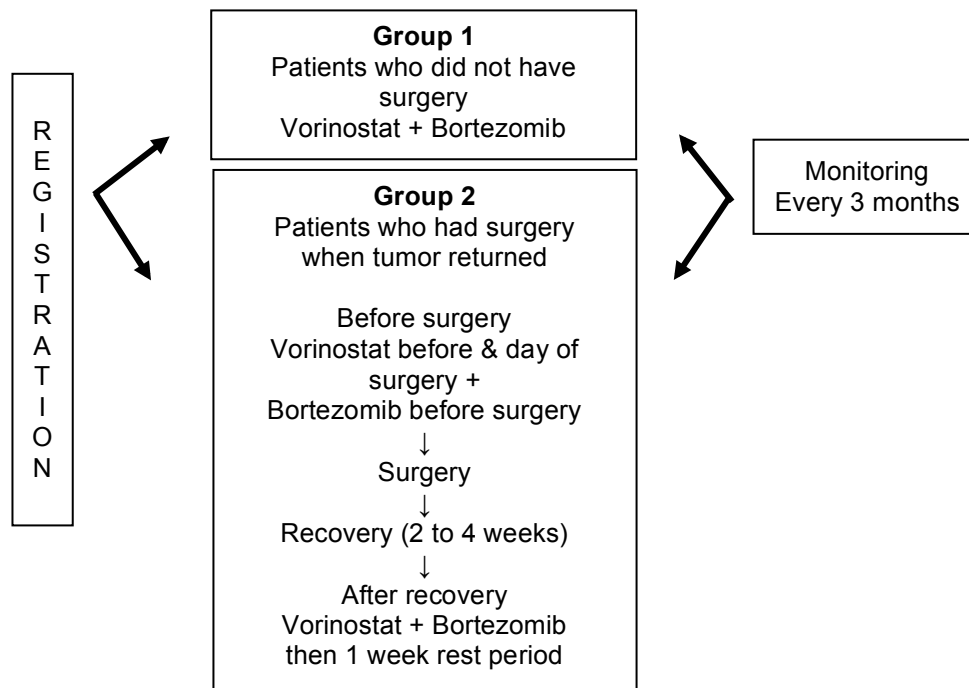 R
E
G
I
S
T
R
A
T
I
O
N
Group 1
Patients who did not have
surgery
Vorinostat + Bortezomib
Group 2
Patients who had surgery
when tumor returned
Before surgery
Vorinostat before & day of
surgery +
Bortezomib before surgery
↓
Surgery
↓
Recovery (2 to 4 weeks)
↓
After recovery
Vorinostat + Bortezomib
then 1 week rest period
Monitoring
Every 3 months